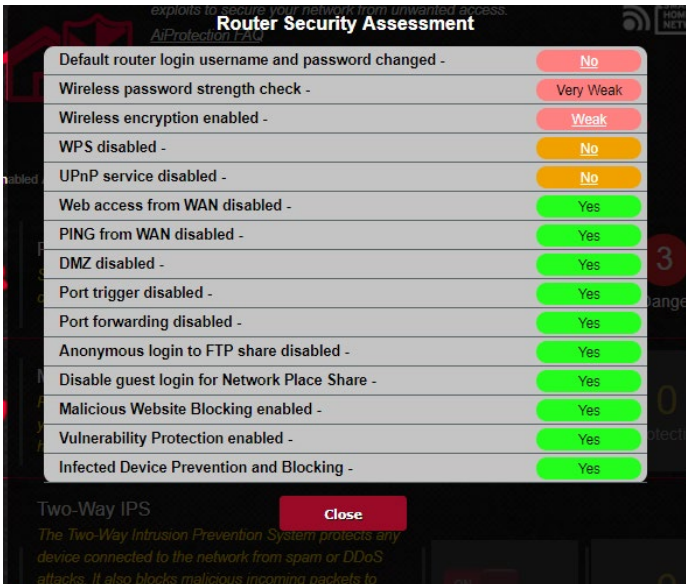 exploits to secure your network from unwanted access.
Router Security Assessment
AiProtection FAQ
Default router login username and password changed - No
Wireless password strength check - Very Weak
Wireless encryption enabled - Weak
WPS disabled - No
UPnP service disabled - No
Web access from WAN disabled - Yes
PING from WAN disabled - Yes
DMZ disabled - Yes
Port trigger disabled - Yes
Port forwarding disabled - Yes
Anonymous login to FTP share disabled - Yes
Disable guest login for Network Place Share - Yes
Malicious Website Blocking enabled - Yes
Vulnerability Protection enabled - Yes
Infected Device Prevention and Blocking - Yes
3
0
Two-Way IPS
Close
The Two-Way Intrusion Prevention System protects any
device connected to the network from spam or DDoS
attacks. It also blocks malicious incoming packets to